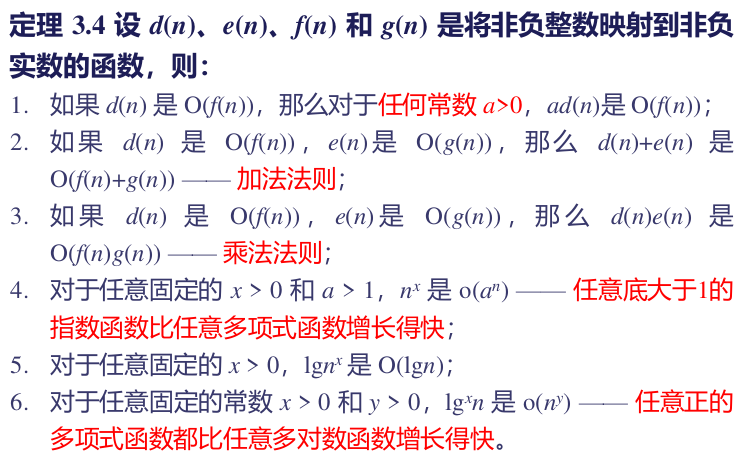 定理 3.4 设 d(n)、e(n)、f(n) 和 g(n) 是将非负整数映射到非负
实数的函数，则：
1. 如果 d(n) 是 O(f(n))，那么对于任何常数 a>0，ad(n)是 O(f(n))；
2. 如果 d(n) 是 O(f(n))，e(n)是 O(g(n))，那么 d(n)+e(n) 是
O(f(n)+g(n)) —— 加法法则；
3. 如果 d(n) 是 O(f(n))，e(n)是 O(g(n))，那么 d(n)e(n) 是
O(f(n)g(n)) —— 乘法法则；
4. 对于任意固定的 x > 0 和 a > 1，nˣ 是 o(aⁿ) —— 任意底大于1的
指数函数比任意多项式函数增长得快；
5. 对于任意固定的 x > 0，lgnˣ 是 O(lgn)；
6. 对于任意固定的常数 x > 0 和 y > 0，lgˣn 是 o(nʸ) —— 任意正的
多项式函数都比任意多对数函数增长得快。